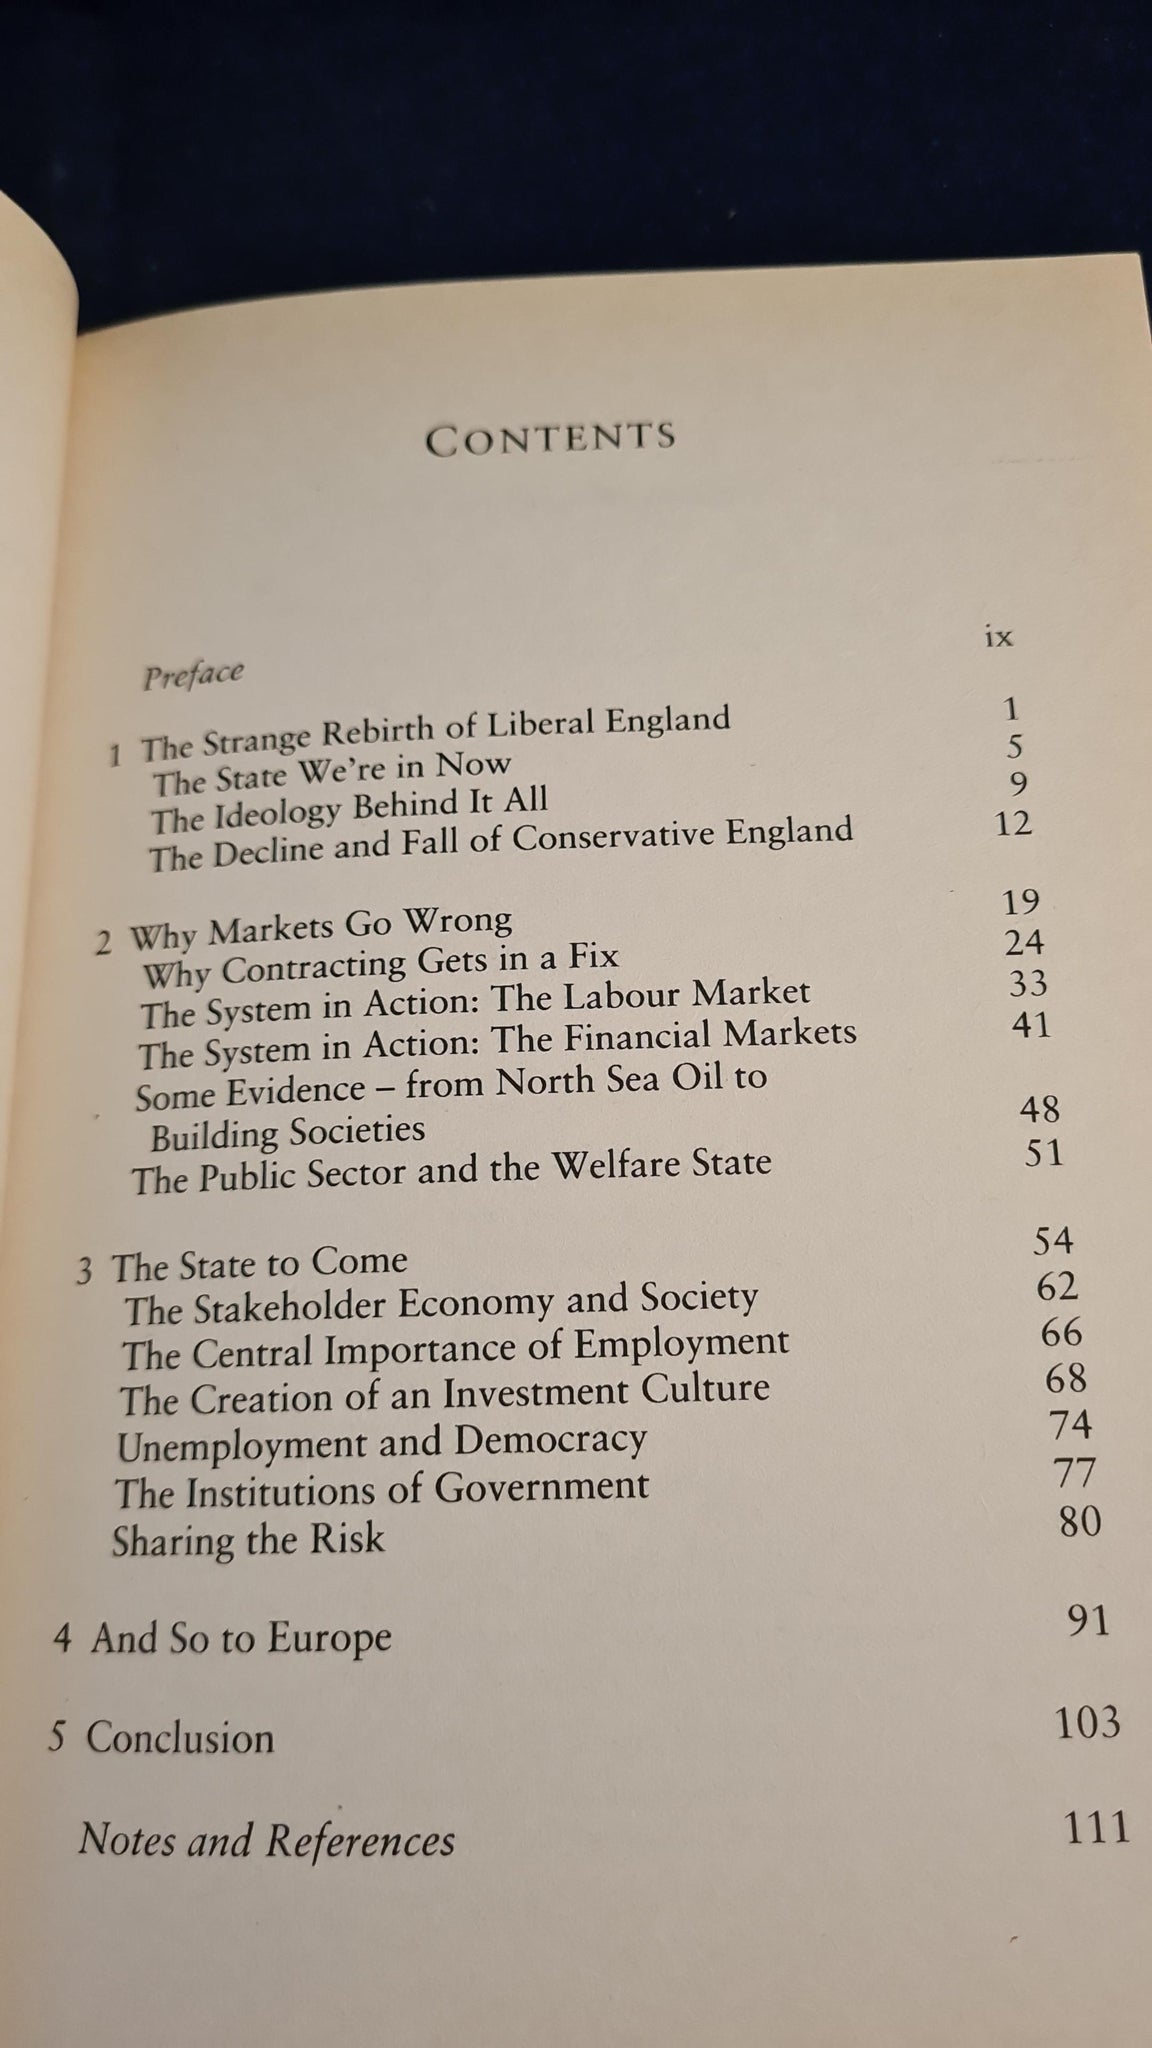 CONTENTS
Preface ix
1 The Strange Rebirth of Liberal England 1
The State We're in Now 5
The Ideology Behind It All 9
The Decline and Fall of Conservative England 12
2 Why Markets Go Wrong 19
Why Contracting Gets in a Fix 24
The System in Action: The Labour Market 33
The System in Action: The Financial Markets 41
Some Evidence – from North Sea Oil to
Building Societies 48
The Public Sector and the Welfare State 51
3 The State to Come 54
The Stakeholder Economy and Society 62
The Central Importance of Employment 66
The Creation of an Investment Culture 68
Unemployment and Democracy 74
The Institutions of Government 77
Sharing the Risk 80
4 And So to Europe 91
5 Conclusion 103
Notes and References 111